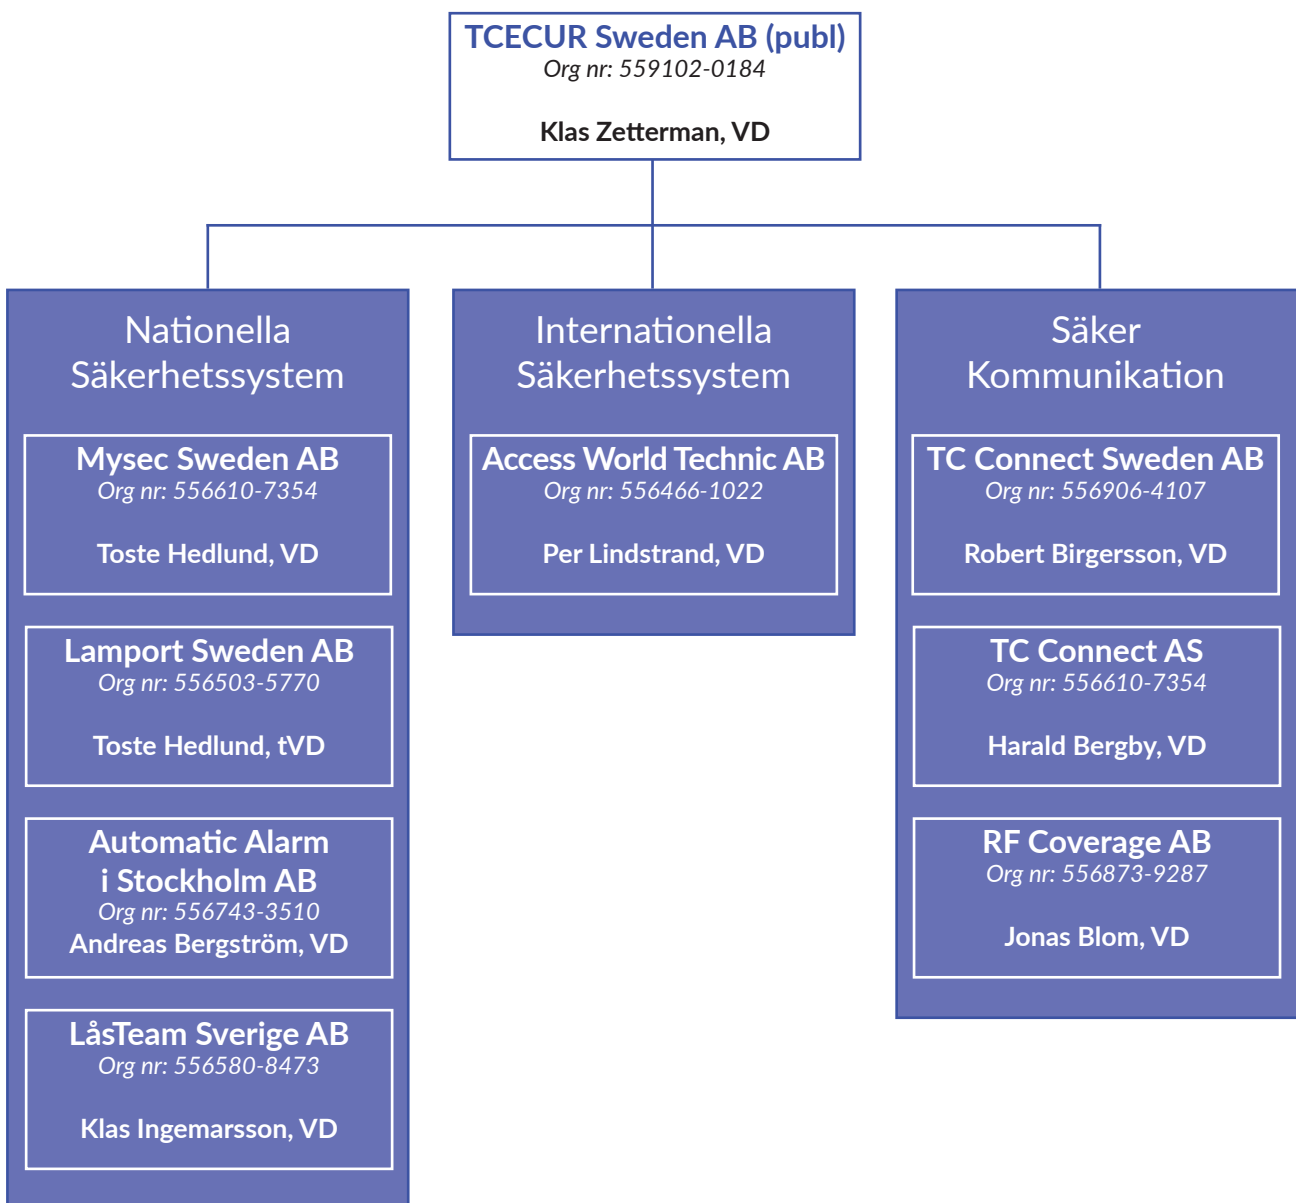 TCECUR Sweden AB (publ)
Org nr: 559102-0184
Klas Zetterman, VD
Nationella
Säkerhetssystem
Mysec Sweden AB
Org nr: 556610-7354
Toste Hedlund, VD
Lamport Sweden AB
Org nr: 556503-5770
Toste Hedlund, tVD
Automatic Alarm
i Stockholm AB
Org nr: 556743-3510
Andreas Bergström, VD
LåsTeam Sverige AB
Org nr: 556580-8473
Klas Ingemarsson, VD
Internationella
Säkerhetssystem
Access World Technic AB
Org nr: 556466-1022
Per Lindstrand, VD
Säker
Kommunikation
TC Connect Sweden AB
Org nr: 556906-4107
Robert Birgersson, VD
TC Connect AS
Org nr: 556610-7354
Harald Bergby, VD
RF Coverage AB
Org nr: 556873-9287
Jonas Blom, VD